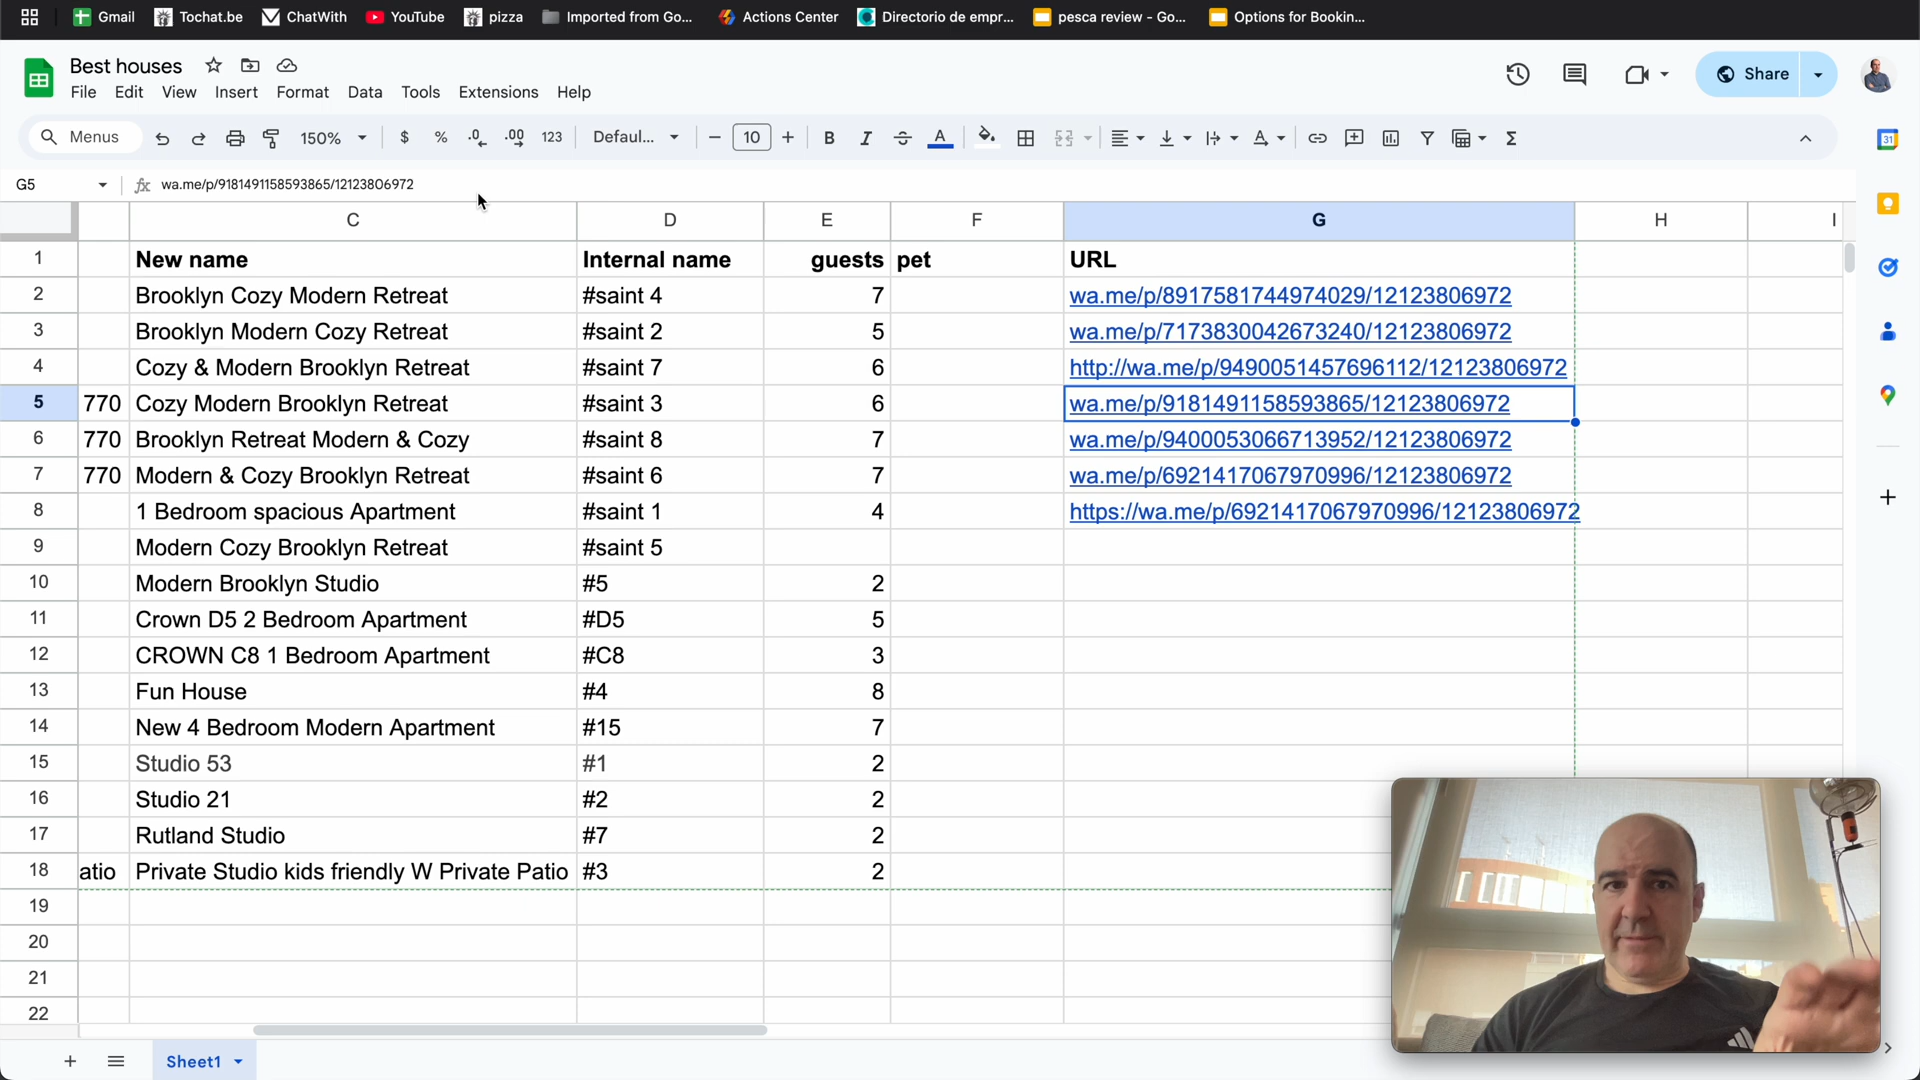 Gmail Tochat.be ChatWith YouTube pizza Imported from Go... Actions Center Directorio de empr... pesca review - Go... Options for Bookin...
Best houses
Share
File Edit View Insert Format Data Tools Extensions Help
Menus 150% $ % .0 .00 123 Defaul... 10 B I S A Σ
31
G5 fx wa.me/p/9181491158593865/12123806972
C D E F G H I
1 New name Internal name guests pet URL
2 Brooklyn Cozy Modern Retreat #saint 4 7 wa.me/p/8917581744974029/12123806972
3 Brooklyn Modern Cozy Retreat #saint 2 5 wa.me/p/7173830042673240/12123806972
4 Cozy & Modern Brooklyn Retreat #saint 7 6 http://wa.me/p/9490051457696112/12123806972
5 770 Cozy Modern Brooklyn Retreat #saint 3 6 wa.me/p/9181491158593865/12123806972
6 770 Brooklyn Retreat Modern & Cozy #saint 8 7 wa.me/p/9400053066713952/12123806972
7 770 Modern & Cozy Brooklyn Retreat #saint 6 7 wa.me/p/6921417067970996/12123806972
8 1 Bedroom spacious Apartment #saint 1 4 https://wa.me/p/6921417067970996/12123806972
9 Modern Cozy Brooklyn Retreat #saint 5
10 Modern Brooklyn Studio #5 2
11 Crown D5 2 Bedroom Apartment #D5 5
12 CROWN C8 1 Bedroom Apartment #C8 3
13 Fun House #4 8
14 New 4 Bedroom Modern Apartment #15 7
15 Studio 53 #1 2
16 Studio 21 #2 2
17 Rutland Studio #7 2
18 atio Private Studio kids friendly W Private Patio #3 2
19
20
21
22
Sheet1